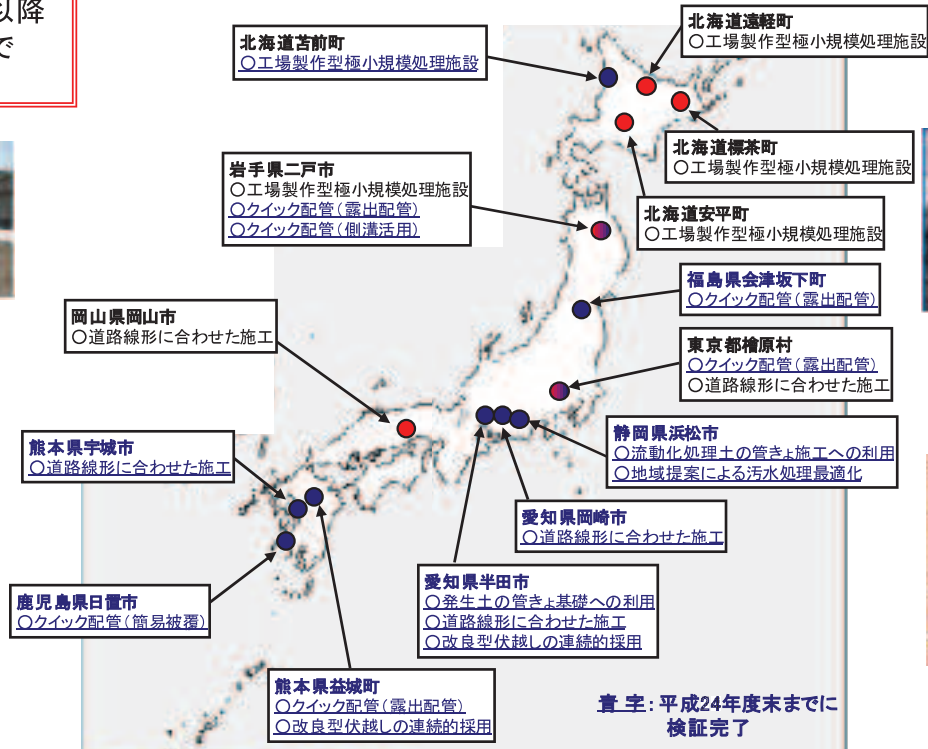 以降
で
北海道苫前町
○工場製作型極小規模処理施設
北海道遠軽町
○工場製作型極小規模処理施設
北海道標茶町
○工場製作型極小規模処理施設
北海道安平町
○工場製作型極小規模処理施設
岩手県二戸市
○工場製作型極小規模処理施設
○クイック配管(露出配管)
○クイック配管(側溝活用)
福島県会津坂下町
○クイック配管(露出配管)
岡山県岡山市
○道路線形に合わせた施工
東京都檜原村
○クイック配管(露出配管)
○道路線形に合わせた施工
静岡県浜松市
○流動化処理土の管きょ施工への利用
○地域提案による汚水処理最適化
熊本県宇城市
○道路線形に合わせた施工
愛知県岡崎市
○道路線形に合わせた施工
愛知県半田市
○発生土の管きょ基礎への利用
○道路線形に合わせた施工
○改良型伏越しの連続的採用
鹿児島県日置市
○クイック配管(簡易被覆)
熊本県益城町
○クイック配管(露出配管)
○改良型伏越しの連続的採用
青字:平成24年度末までに
検証完了